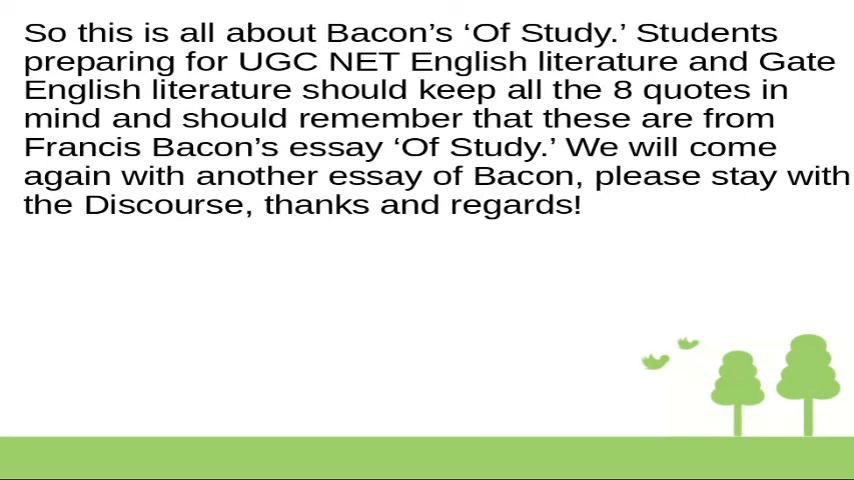 So this is all about Bacon’s ‘Of Study.’ Students
preparing for UGC NET English literature and Gate
English literature should keep all the 8 quotes in
mind and should remember that these are from
Francis Bacon’s essay ‘Of Study.’ We will come
again with another essay of Bacon, please stay with
the Discourse, thanks and regards!